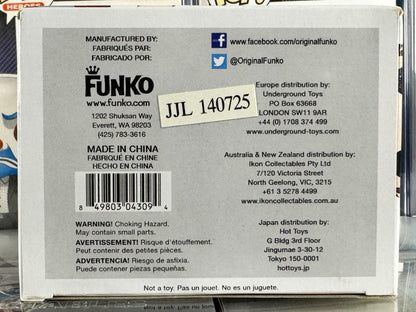 HEROES
MANUFACTURED BY:
FABRIQUÉS PAR:
FABRICADO POR:
FUNKO
www.funko.com
1202 Shuksan Way
Everett, WA 98203
(425) 783-3616
MADE IN CHINA
FABRIQUÉ EN CHINE
HECHO EN CHINA
8 49803 04309 4
WARNING! Choking Hazard.
May contain small parts.
AVERTISSEMENT! Risque d'étouffement.
Peut contenir des petites pièces.
ADVERTENCIA! Riesgo de asfixia.
Puede contener piezas pequeñas.
JJL 140725
www.facebook.com/originalfunko
@OriginalFunko
Europe distribution by:
Underground Toys
PO Box 63668
LONDON SW11 9AR
+44 (0) 1708 374 499
www.underground-toys
Australia & New Zealand distribution by:
Ikon Collectables Pty Ltd
7/120 Victoria Street
North Geelong, VIC, 3215
+61 3 5278 4499
www.ikoncollectables.com
Japan distribution by:
Hot Toys
G Bldg 3rd Floor
Jingumae 3-30-12
Tokyo 150-0001
hottoys.jp
Not a toy. Pas un jouet. No es un juguete.